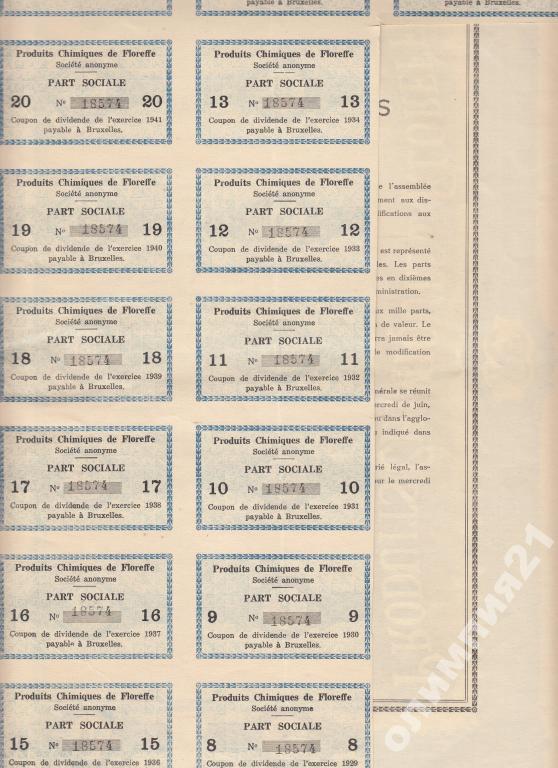 payable à Bruxelles.
payable à Bruxelles.
Produits Chimiques de Floreffe
Société anonyme
PART SOCIALE
20 Nº 18574 20
Coupon de dividende de l'exercice 1941
payable à Bruxelles.
Produits Chimiques de Floreffe
Société anonyme
PART SOCIALE
13 Nº 18574 13
Coupon de dividende de l'exercice 1934
payable à Bruxelles.
Produits Chimiques de Floreffe
Société anonyme
PART SOCIALE
19 Nº 18574 19
Coupon de dividende de l'exercice 1940
payable à Bruxelles.
Produits Chimiques de Floreffe
Société anonyme
PART SOCIALE
12 Nº 18574 12
Coupon de dividende de l'exercice 1933
payable à Bruxelles.
Produits Chimiques de Floreffe
Société anonyme
PART SOCIALE
18 Nº 18574 18
Coupon de dividende de l'exercice 1939
payable à Bruxelles.
Produits Chimiques de Floreffe
Société anonyme
PART SOCIALE
11 Nº 18574 11
Coupon de dividende de l'exercice 1932
payable à Bruxelles.
Produits Chimiques de Floreffe
Société anonyme
PART SOCIALE
17 Nº 18574 17
Coupon de dividende de l'exercice 1938
payable à Bruxelles.
Produits Chimiques de Floreffe
Société anonyme
PART SOCIALE
10 Nº 18574 10
Coupon de dividende de l'exercice 1931
payable à Bruxelles.
Produits Chimiques de Floreffe
Société anonyme
PART SOCIALE
16 Nº 18574 16
Coupon de dividende de l'exercice 1937
payable à Bruxelles.
Produits Chimiques de Floreffe
Société anonyme
PART SOCIALE
9 Nº 18574 9
Coupon de dividende de l'exercice 1930
payable à Bruxelles.
Produits Chimiques de Floreffe
Société anonyme
PART SOCIALE
15 Nº 18574 15
Coupon de dividende de l'exercice 1936
Produits Chimiques de Floreffe
Société anonyme
PART SOCIALE
8 Nº 18574 8
Coupon de dividende de l'exercice 1929
payable à Bruxelles.
S
e l'assemblée
ment aux dis-
difications aux
est représenté
les. Les parts
es en dixièmes
ministration.
ux mille parts,
n de valeur. Le
rra jamais être
le modification
nérale se réunit
ercredi de juin,
ou dans l'agglo-
u indiqué dans
rié légal, l'as-
ur le mercredi
олимпия21